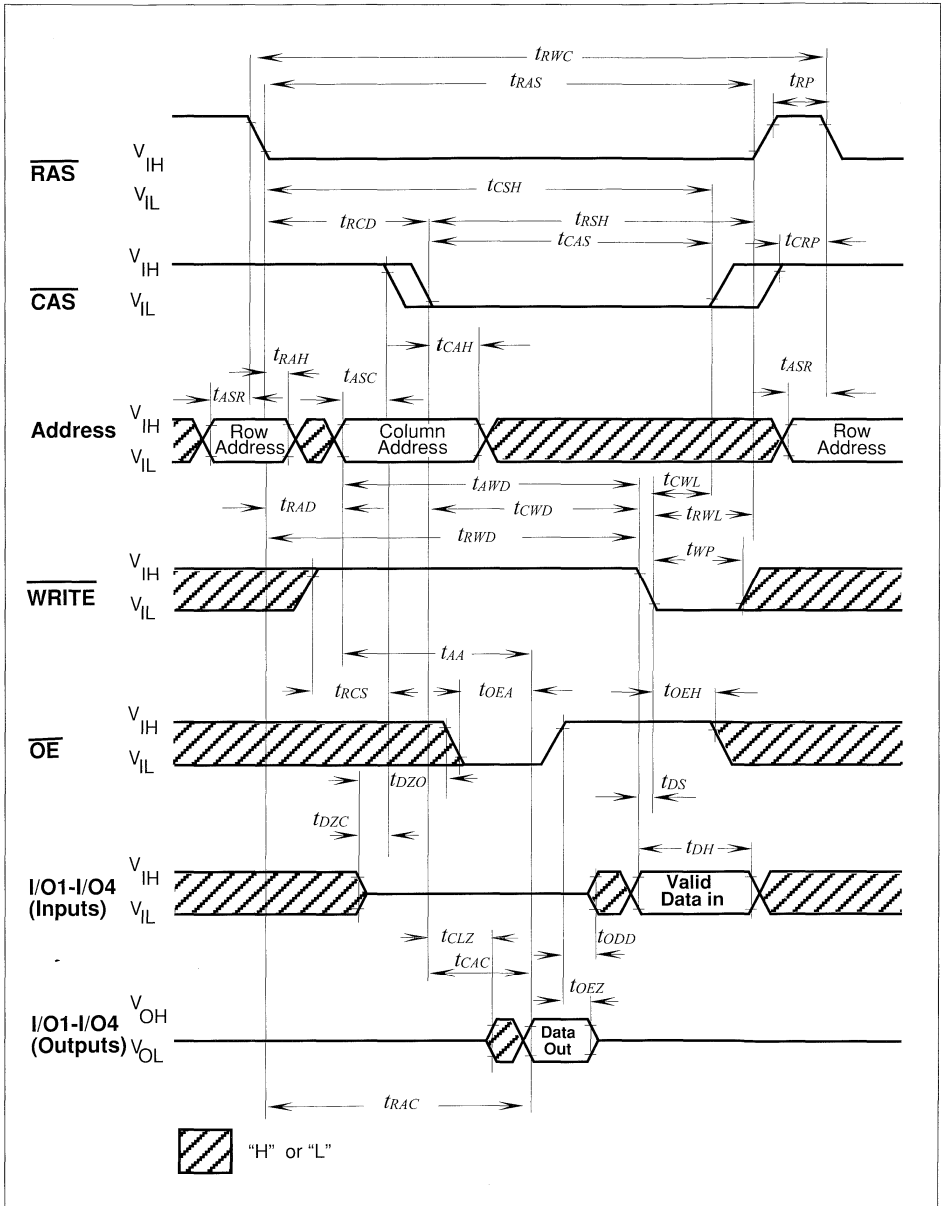 tRWC
tRAS
tRP
VIH
RAS
VIL
tCSH
tRCD
tRSH
tCAS
tCRP
VIH
CAS
VIL
tCAH
tRAH
tASC
tASR
tASR
Address
VIH
VIL
Row Address
Column Address
Row Address
tAWD
tCWL
tRAD
tCWD
tRWL
tRWD
tWP
VIH
WRITE
VIL
tAA
tRCS
tOEA
tOEH
VIH
OE
VIL
tDZO
tDS
tDZC
tDH
VIH
I/O1-I/O4
(Inputs)
VIL
Valid
Data in
tCLZ
tODD
tCAC
tOEZ
VOH
I/O1-I/O4
(Outputs)
VOL
Data
Out
tRAC
"H" or "L"